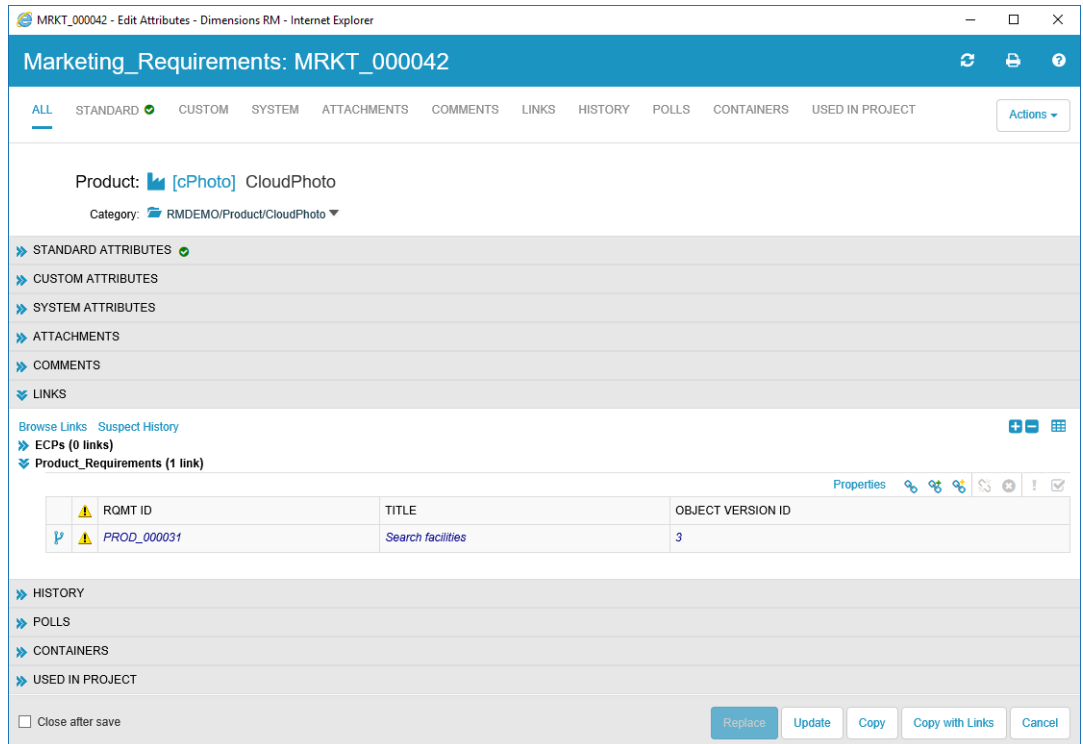 MRKT_000042 - Edit Attributes - Dimensions RM - Internet Explorer
Marketing_Requirements: MRKT_000042
ALL STANDARD CUSTOM SYSTEM ATTACHMENTS COMMENTS LINKS HISTORY POLLS CONTAINERS USED IN PROJECT Actions
Product: [cPhoto] CloudPhoto
Category: RMDEMO/Product/CloudPhoto
STANDARD ATTRIBUTES
CUSTOM ATTRIBUTES
SYSTEM ATTRIBUTES
ATTACHMENTS
COMMENTS
LINKS
Browse Links Suspect History
ECPs (0 links)
Product_Requirements (1 link)
Properties
RQMT ID TITLE OBJECT VERSION ID
PROD_000031 Search facilities 3
HISTORY
POLLS
CONTAINERS
USED IN PROJECT
Close after save Replace Update Copy Copy with Links Cancel